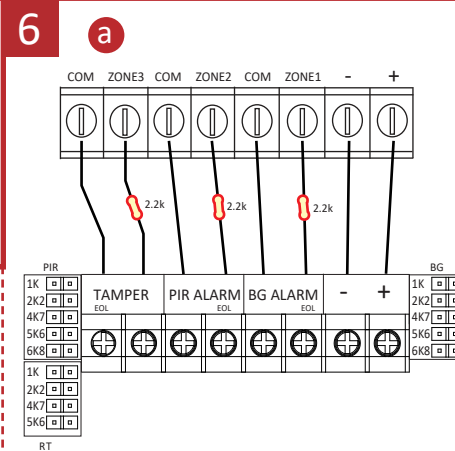 6 a
COM ZONE3 COM ZONE2 COM ZONE1 - +
2.2k 2.2k 2.2k
PIR
1K
2K2
4K7
5K6
6K8
1K
2K2
4K7
5K6
RT
TAMPER PIR ALARM BG ALARM - +
EOL EOL EOL
BG
1K
2K2
4K7
5K6
6K8